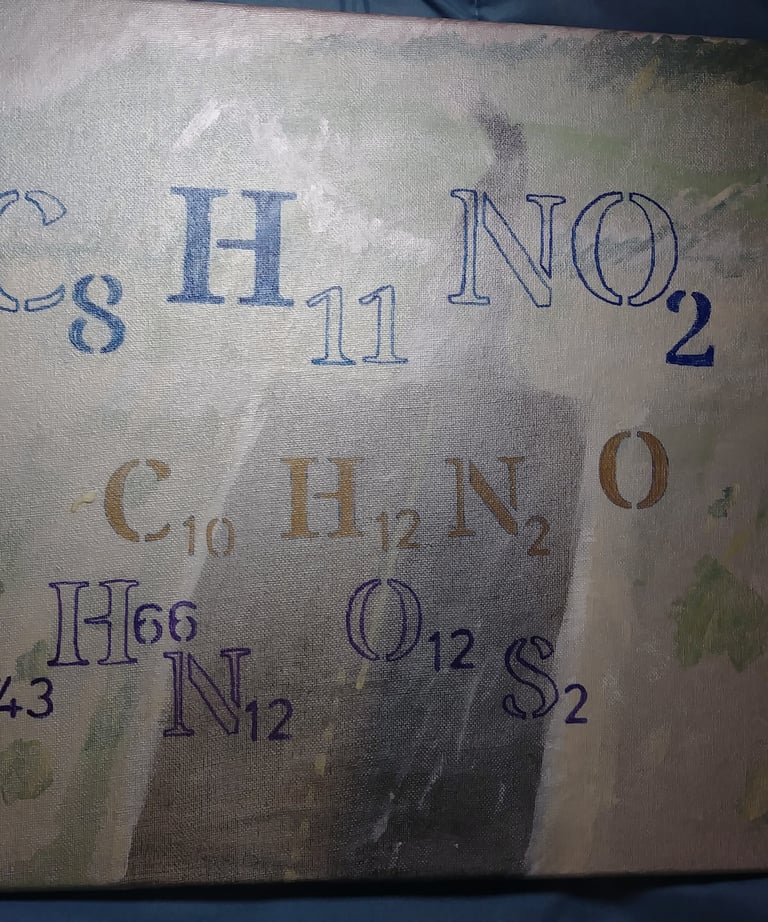 C₈ H₁₁ NO₂
C₁₀ H₁₂ N₂ O
₄₃ H₆₆ N₁₂ O₁₂ S₂